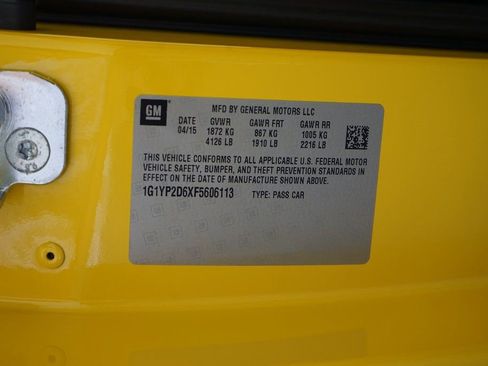 GM
MFD BY GENERAL MOTORS LLC
DATE GVWR GAWR FRT GAWR RR
04/15 1872 KG 867 KG 1005 KG
4126 LB 1910 LB 2216 LB
THIS VEHICLE CONFORMS TO ALL APPLICABLE U.S. FEDERAL MOTOR
VEHICLE SAFETY, BUMPER, AND THEFT PREVENTION STANDARDS IN
EFFECT ON THE DATE OF MANUFACTURE SHOWN ABOVE.
1G1YP2D6XF5606113 TYPE: PASS CAR